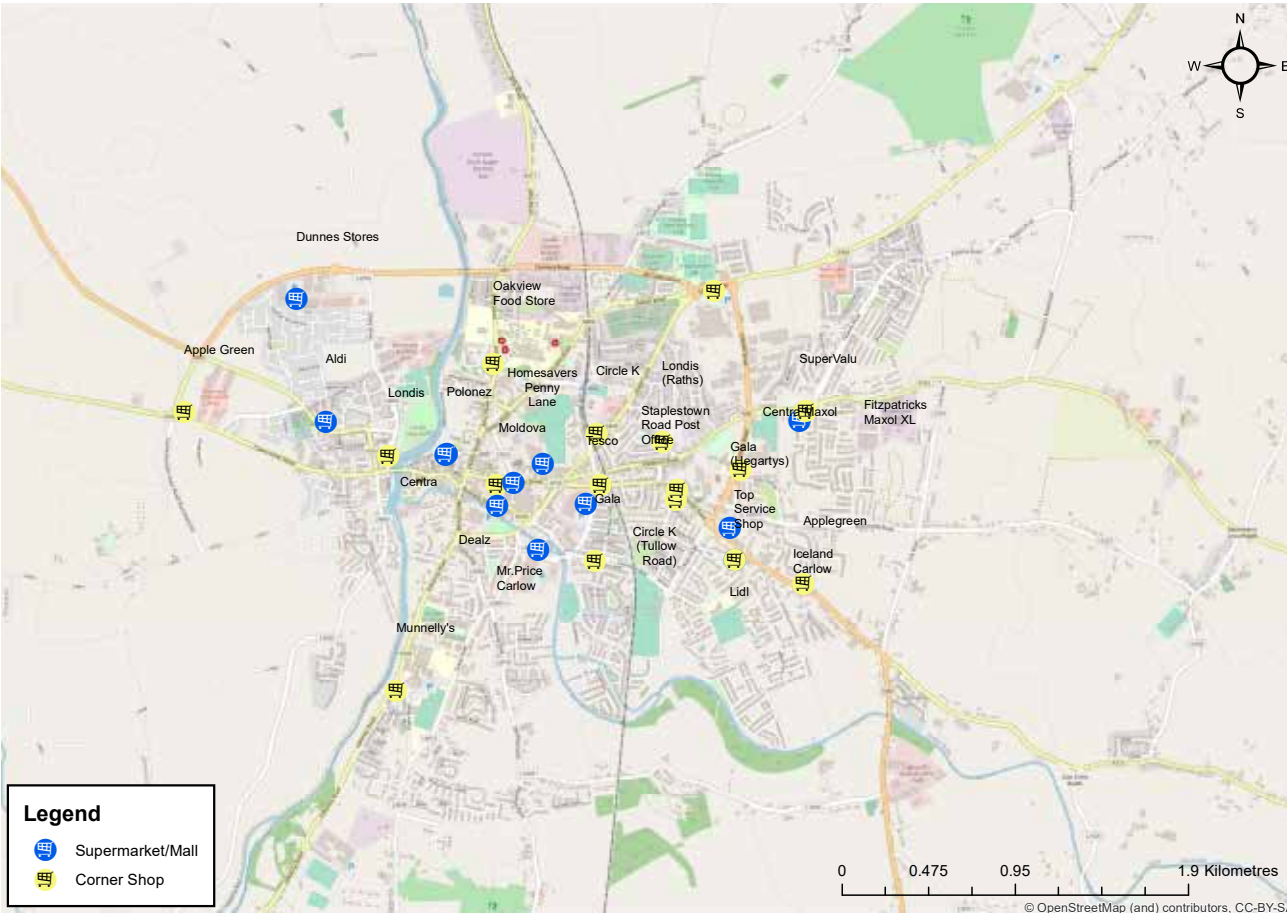 N
W
E
S
Dunnes Stores
Oakview
Food Store
Apple Green
Aldi
Londis
Polonez
Homesavers
Penny
Lane
Circle K
Londis
(Raths)
SuperValu
Moldova
Tesco
Staplestown
Road Post
Office
Centra Maxol
Fitzpatricks
Maxol XL
Gala
(Hegartys)
Centra
Gala
Top
Service
Shop
Applegreen
Dealz
Circle K
(Tullow
Road)
Iceland
Carlow
Mr.Price
Carlow
Lidl
Munnelly's
Legend
Supermarket/Mall
Corner Shop
0 0.475 0.95 1.9 Kilometres
© OpenStreetMap (and) contributors, CC-BY-S